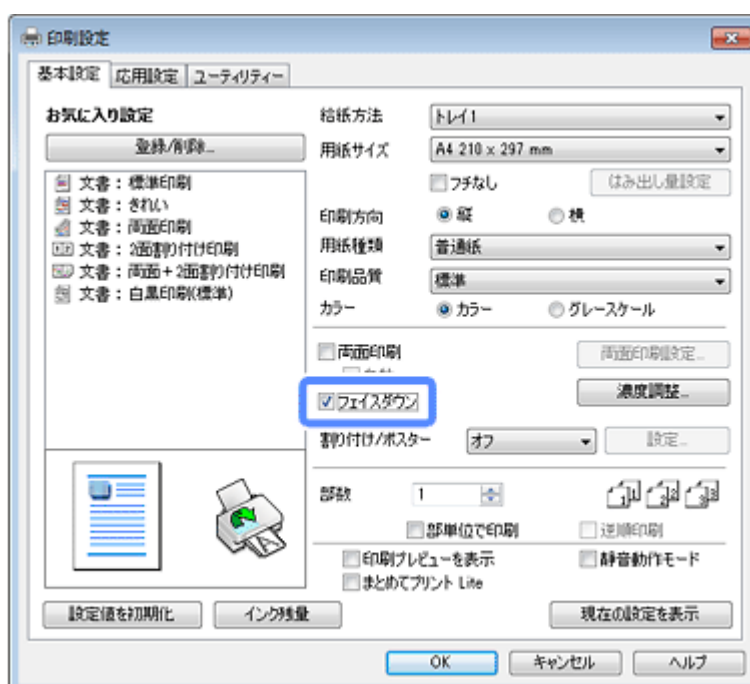 印刷設定
基本設定 応用設定 ユーティリティー
お気に入り設定
登録/削除...
文書：標準印刷
文書：きれい
文書：両面印刷
文書：2面割り付け印刷
文書：両面+2面割り付け印刷
文書：白黒印刷(標準)
給紙方法 トレイ1
用紙サイズ A4 210 x 297 mm
フチなし はみ出し量設定
印刷方向 縦 横
用紙種類 普通紙
印刷品質 標準
カラー カラー グレースケール
両面印刷 両面印刷設定...
フェイスダウン 濃度調整...
割り付け/ポスター オフ 設定...
部数 1
部単位で印刷 逆順印刷
印刷プレビューを表示 静音動作モード
まとめてプリント Lite
設定値を初期化 インク残量 現在の設定を表示
OK キャンセル ヘルプ